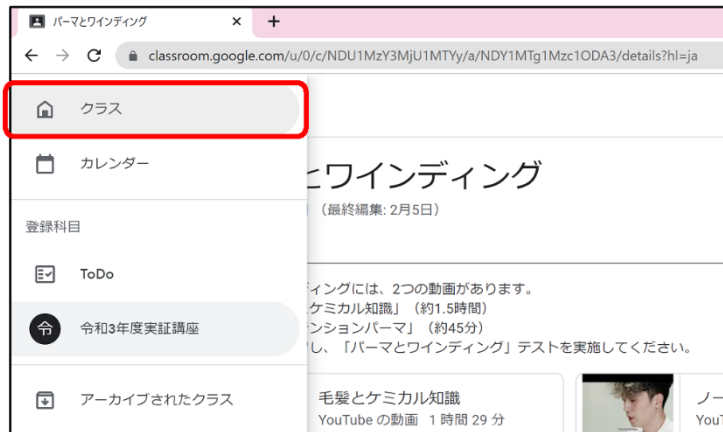 パーマとワインディング
classroom.google.com/u/0/c/NDU1MzY3MjU1MTYy/a/NDY1MTg1Mzc1ODA3/details?hl=ja
クラス
カレンダー
とワインディング
（最終編集: 2月5日）
登録科目
ToDo
令 令和3年度実証講座
アーカイブされたクラス
ィングには、2つの動画があります。
ケミカル知識」（約1.5時間）
ンションパーマ」（約45分）
し、「パーマとワインディング」テストを実施してください。
毛髪とケミカル知識
YouTube の動画 1 時間 29 分
ノー